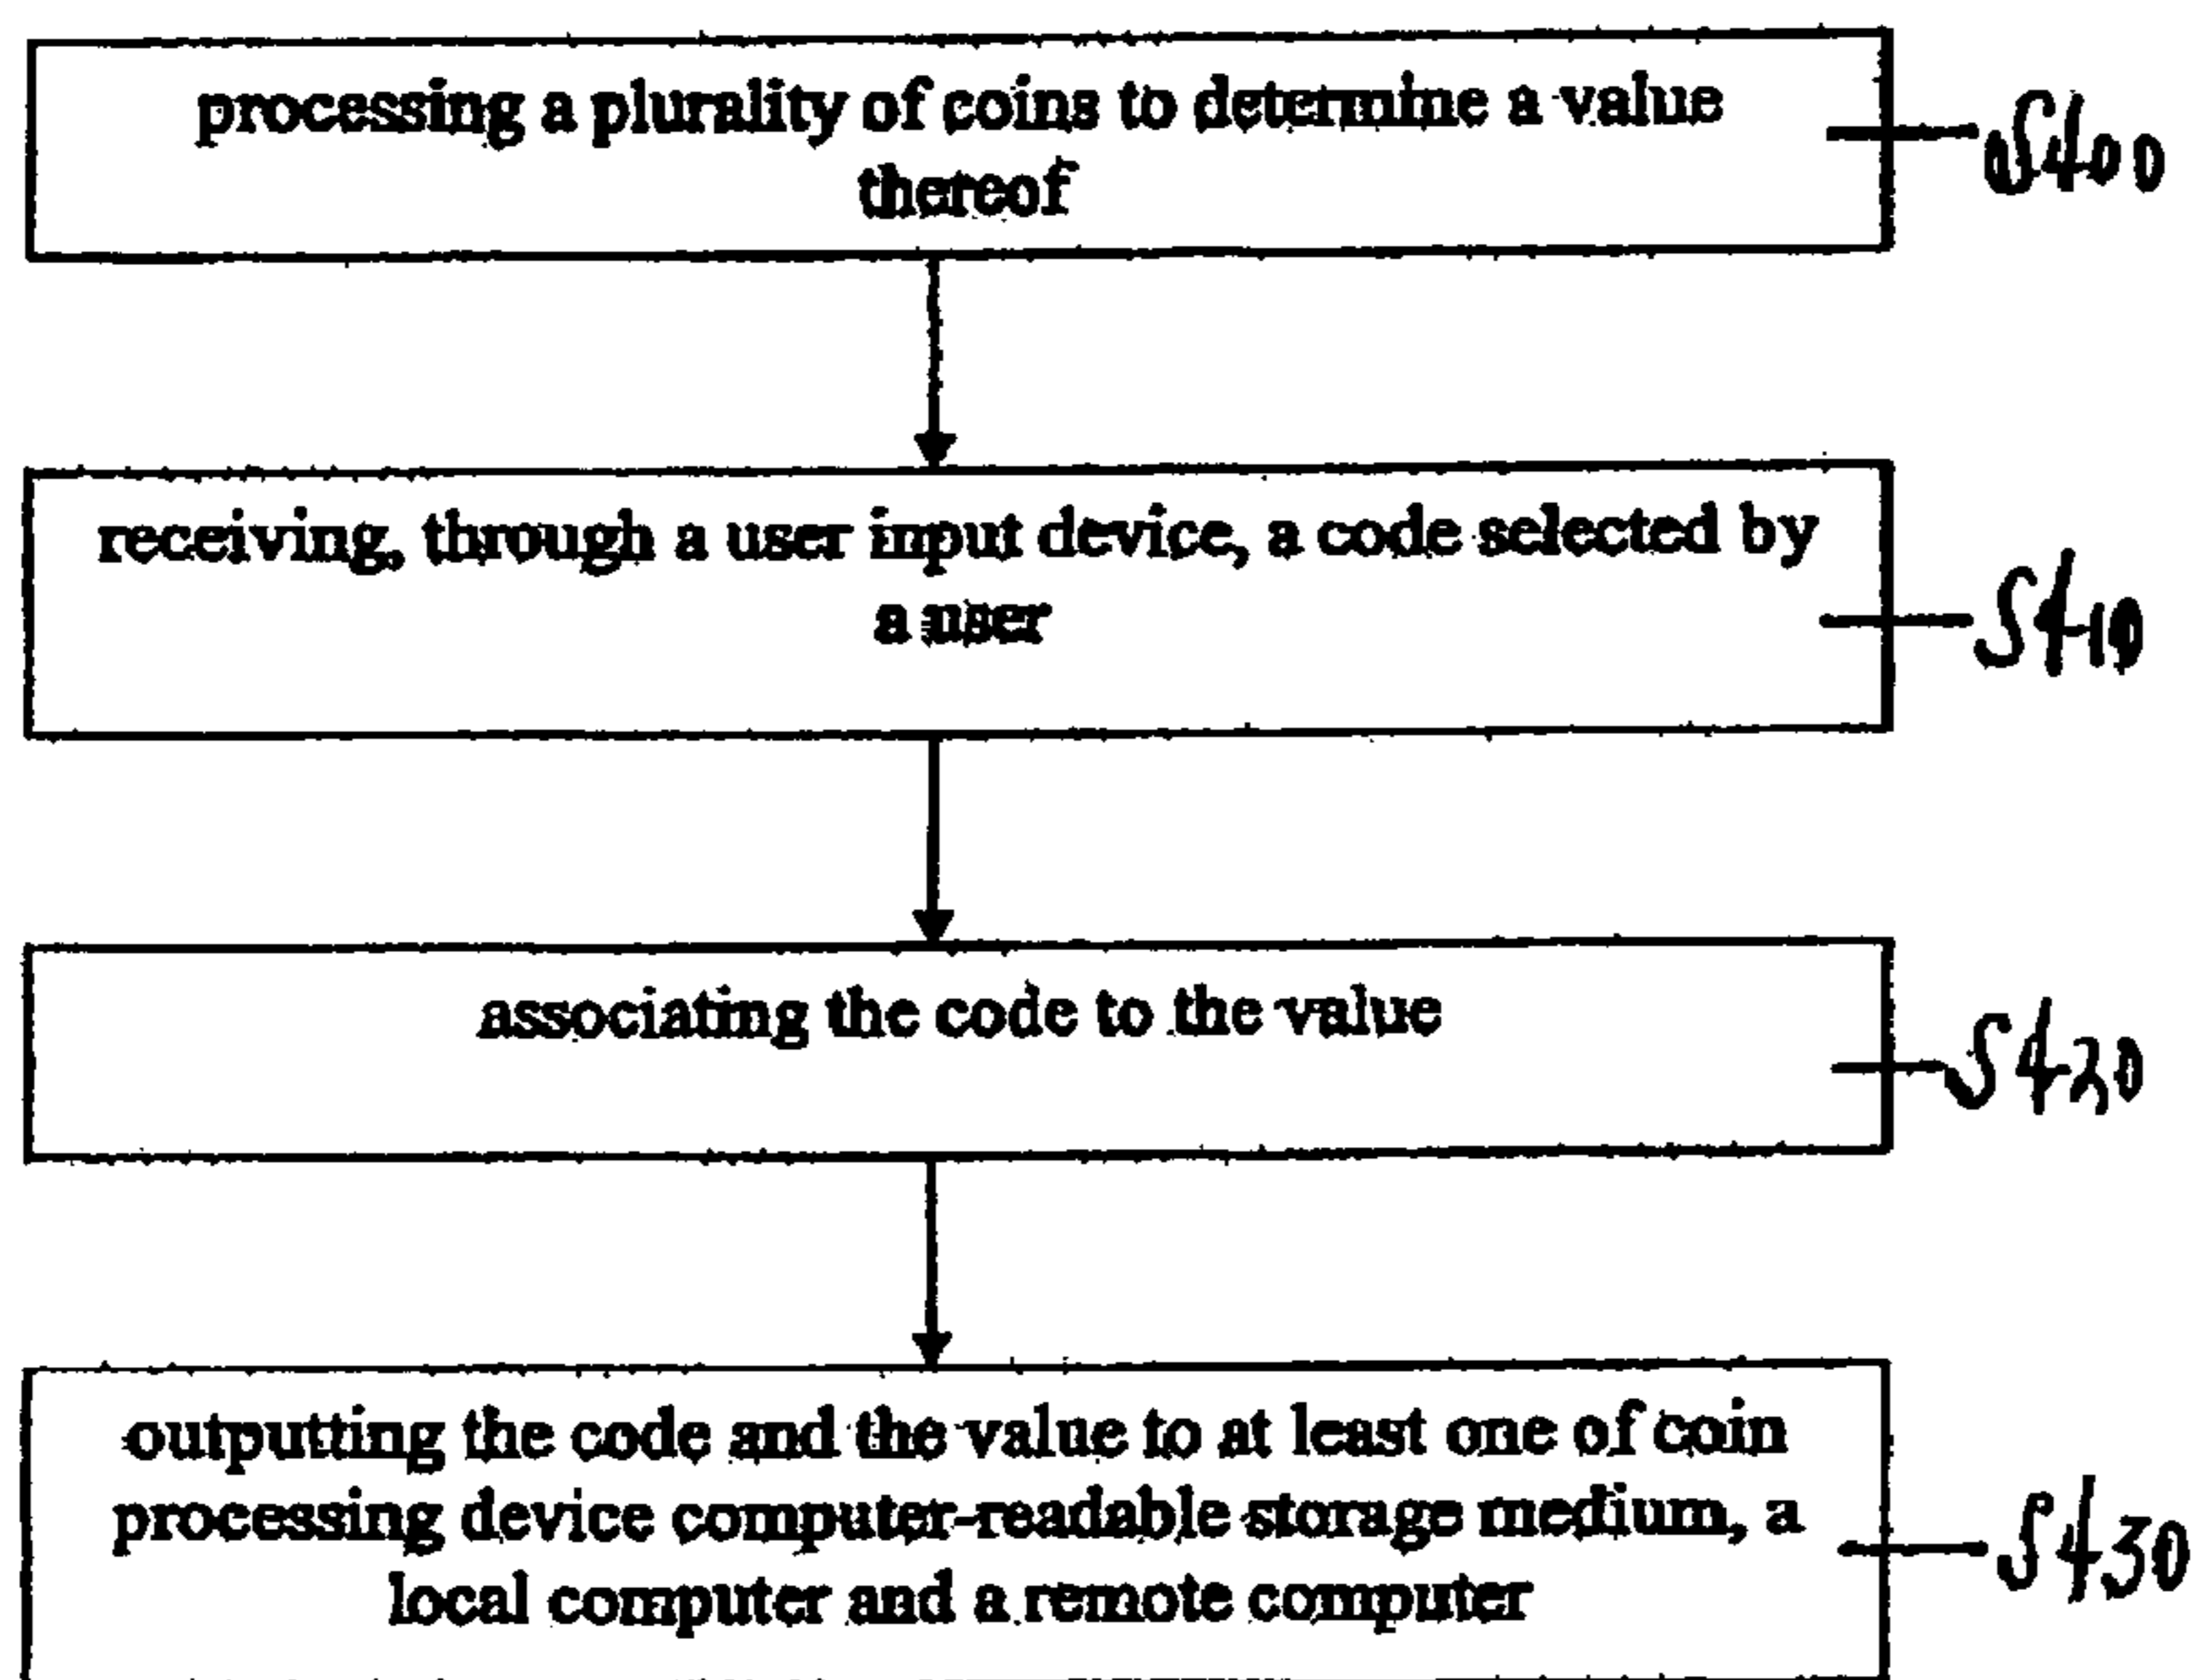 processing a plurality of coins to determine a value
thereof
S400
receiving, through a user input device, a code selected by
a user
S410
associating the code to the value
S420
outputting the code and the value to at least one of coin
processing device computer-readable storage medium, a
local computer and a remote computer
S430